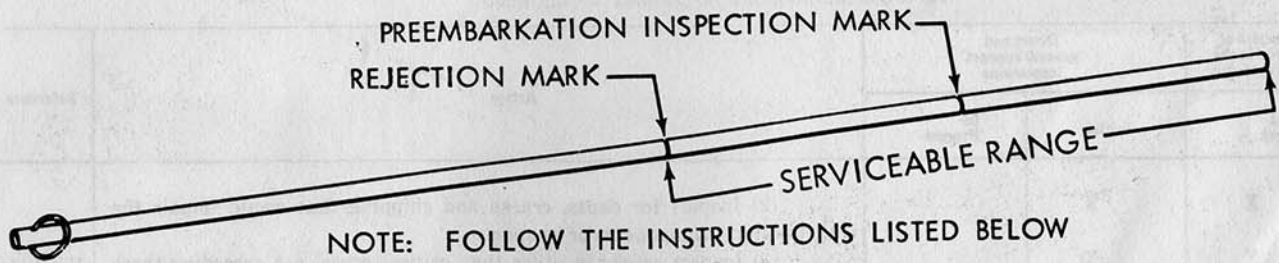 PREEMBARKATION INSPECTION MARK
REJECTION MARK
SERVICEABLE RANGE
NOTE: FOLLOW THE INSTRUCTIONS LISTED BELOW